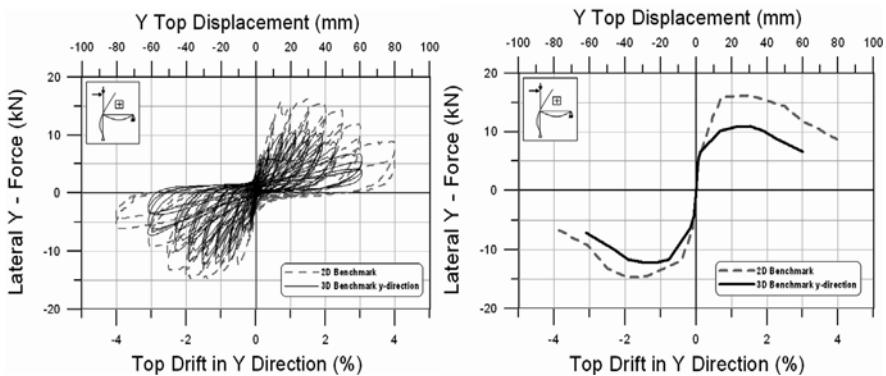 Y Top Displacement (mm)
-100 -80 -60 -40 -20 0 20 40 60 80 100
20
10
0
-10
-20
Lateral Y - Force (kN)
2D Benchmark
3D Benchmark y-direction
-4 -2 0 2 4
Top Drift in Y Direction (%)
Y Top Displacement (mm)
-100 -80 -60 -40 -20 0 20 40 60 80 100
20
10
0
-10
-20
Lateral Y - Force (kN)
2D Benchmark
3D Benchmark y-direction
-4 -2 0 2 4
Top Drift in Y Direction (%)